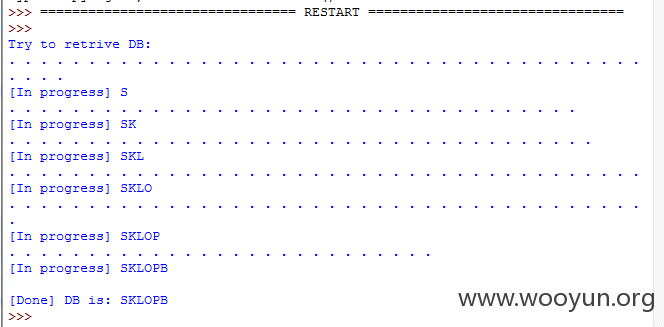 >>> ================================ RESTART ================================
>>>
Try to retrive DB:
. . . . . . . . . . . . . . . . . . . . . . . . . . . . . . . . . . . . . . .
. . . .
[In progress] S
. . . . . . . . . . . . . . . . . . . . . . . . . . . . . . . . . . .
[In progress] SK
. . . . . . . . . . . . . . . . . . . . . . . . . . . . . . . . . . . .
[In progress] SKL
. . . . . . . . . . . . . . . . . . . . . . . . . . . . . . . . . . . . . . .
[In progress] SKLO
. . . . . . . . . . . . . . . . . . . . . . . . . . . . . . . . . . . . . . .
.
[In progress] SKLOP
. . . . . . . . . . . . . . . . . . . . . . . . . .
[In progress] SKLOPB
[Done] DB is: SKLOPB
>>>
www.wooyun.org